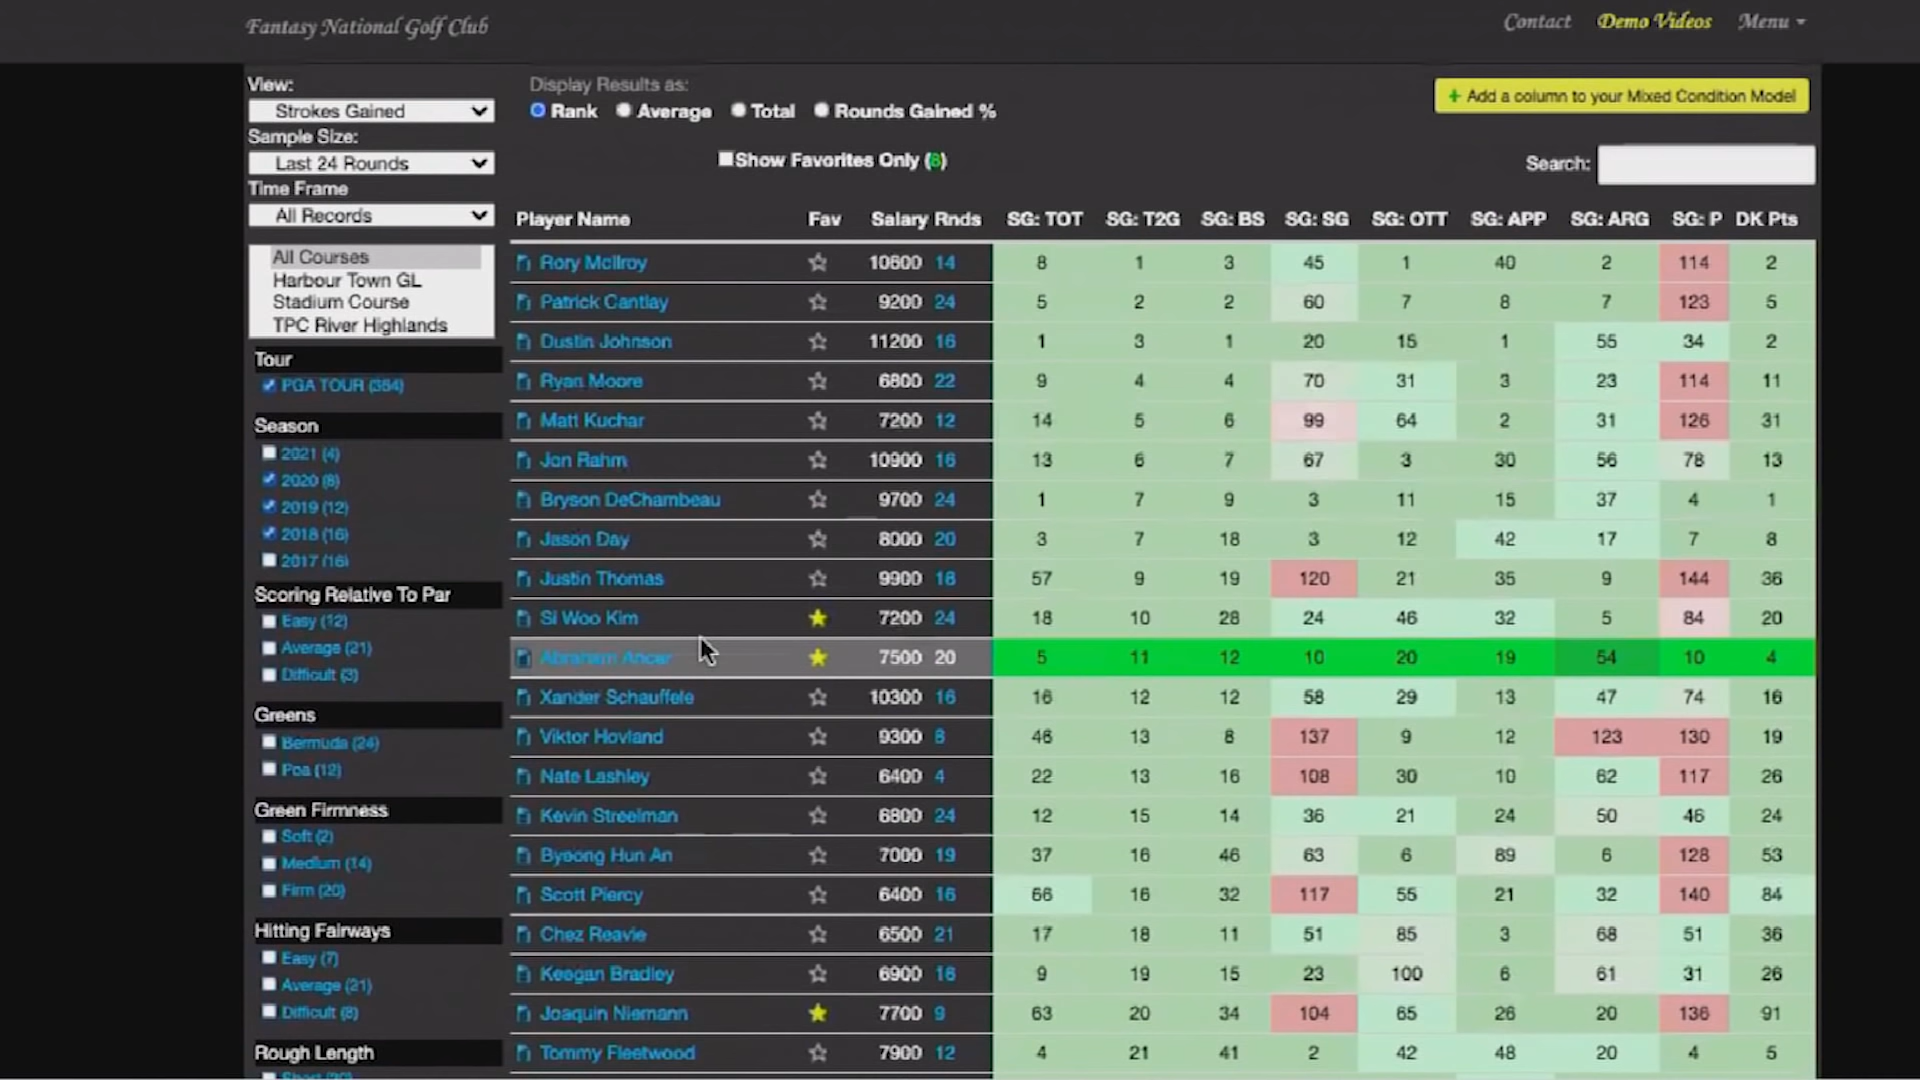 Fantasy National Golf Club
Contact Demo Videos Menu
View:
Strokes Gained
Sample Size:
Last 24 Rounds
Time Frame
All Records
All Courses
Harbour Town GL
Stadium Course
TPC River Highlands
Tour
PGA TOUR (364)
Season
2021 (4)
2020 (8)
2019 (12)
2018 (16)
2017 (16)
Scoring Relative To Par
Easy (12)
Average (21)
Difficult (3)
Greens
Bermuda (24)
Poa (12)
Green Firmness
Soft (2)
Medium (14)
Firm (20)
Hitting Fairways
Easy (7)
Average (21)
Difficult (8)
Rough Length
Display Results as:
Rank Average Total Rounds Gained %
+ Add a column to your Mixed Condition Model
Show Favorites Only (8)
Search:
Player Name Fav Salary Rnds SG: TOT SG: T2G SG: BS SG: SG SG: OTT SG: APP SG: ARG SG: P DK Pts
Rory McIlroy 10600 14 8 1 3 45 1 40 2 114 2
Patrick Cantlay 9200 24 5 2 2 60 7 8 7 123 5
Dustin Johnson 11200 16 1 3 1 20 15 1 55 34 2
Ryan Moore 6800 22 9 4 4 70 31 3 23 114 11
Matt Kuchar 7200 12 14 5 6 99 64 2 31 126 31
Jon Rahm 10900 16 13 6 7 67 3 30 56 78 13
Bryson DeChambeau 9700 24 1 7 9 3 11 15 37 4 1
Jason Day 8000 20 3 7 18 3 12 42 17 7 8
Justin Thomas 9900 18 57 9 19 120 21 35 9 144 36
Si Woo Kim 7200 24 18 10 28 24 46 32 5 84 20
Abraham Ancer 7500 20 5 11 12 10 20 19 54 10 4
Xander Schauffele 10300 16 16 12 12 58 29 13 47 74 16
Viktor Hovland 9300 8 46 13 8 137 9 12 123 130 19
Nate Lashley 6400 4 22 13 16 108 30 10 62 117 26
Kevin Streelman 6800 24 12 15 14 36 21 24 50 46 24
Byeong Hun An 7000 19 37 16 46 63 6 89 6 128 53
Scott Piercy 6400 16 66 16 32 117 55 21 32 140 84
Chez Reavie 6500 21 17 18 11 51 85 3 68 51 36
Keegan Bradley 6900 16 9 19 15 23 100 6 61 31 26
Joaquin Niemann 7700 9 63 20 34 104 65 26 20 136 91
Tommy Fleetwood 7900 12 4 21 41 2 42 48 20 4 5